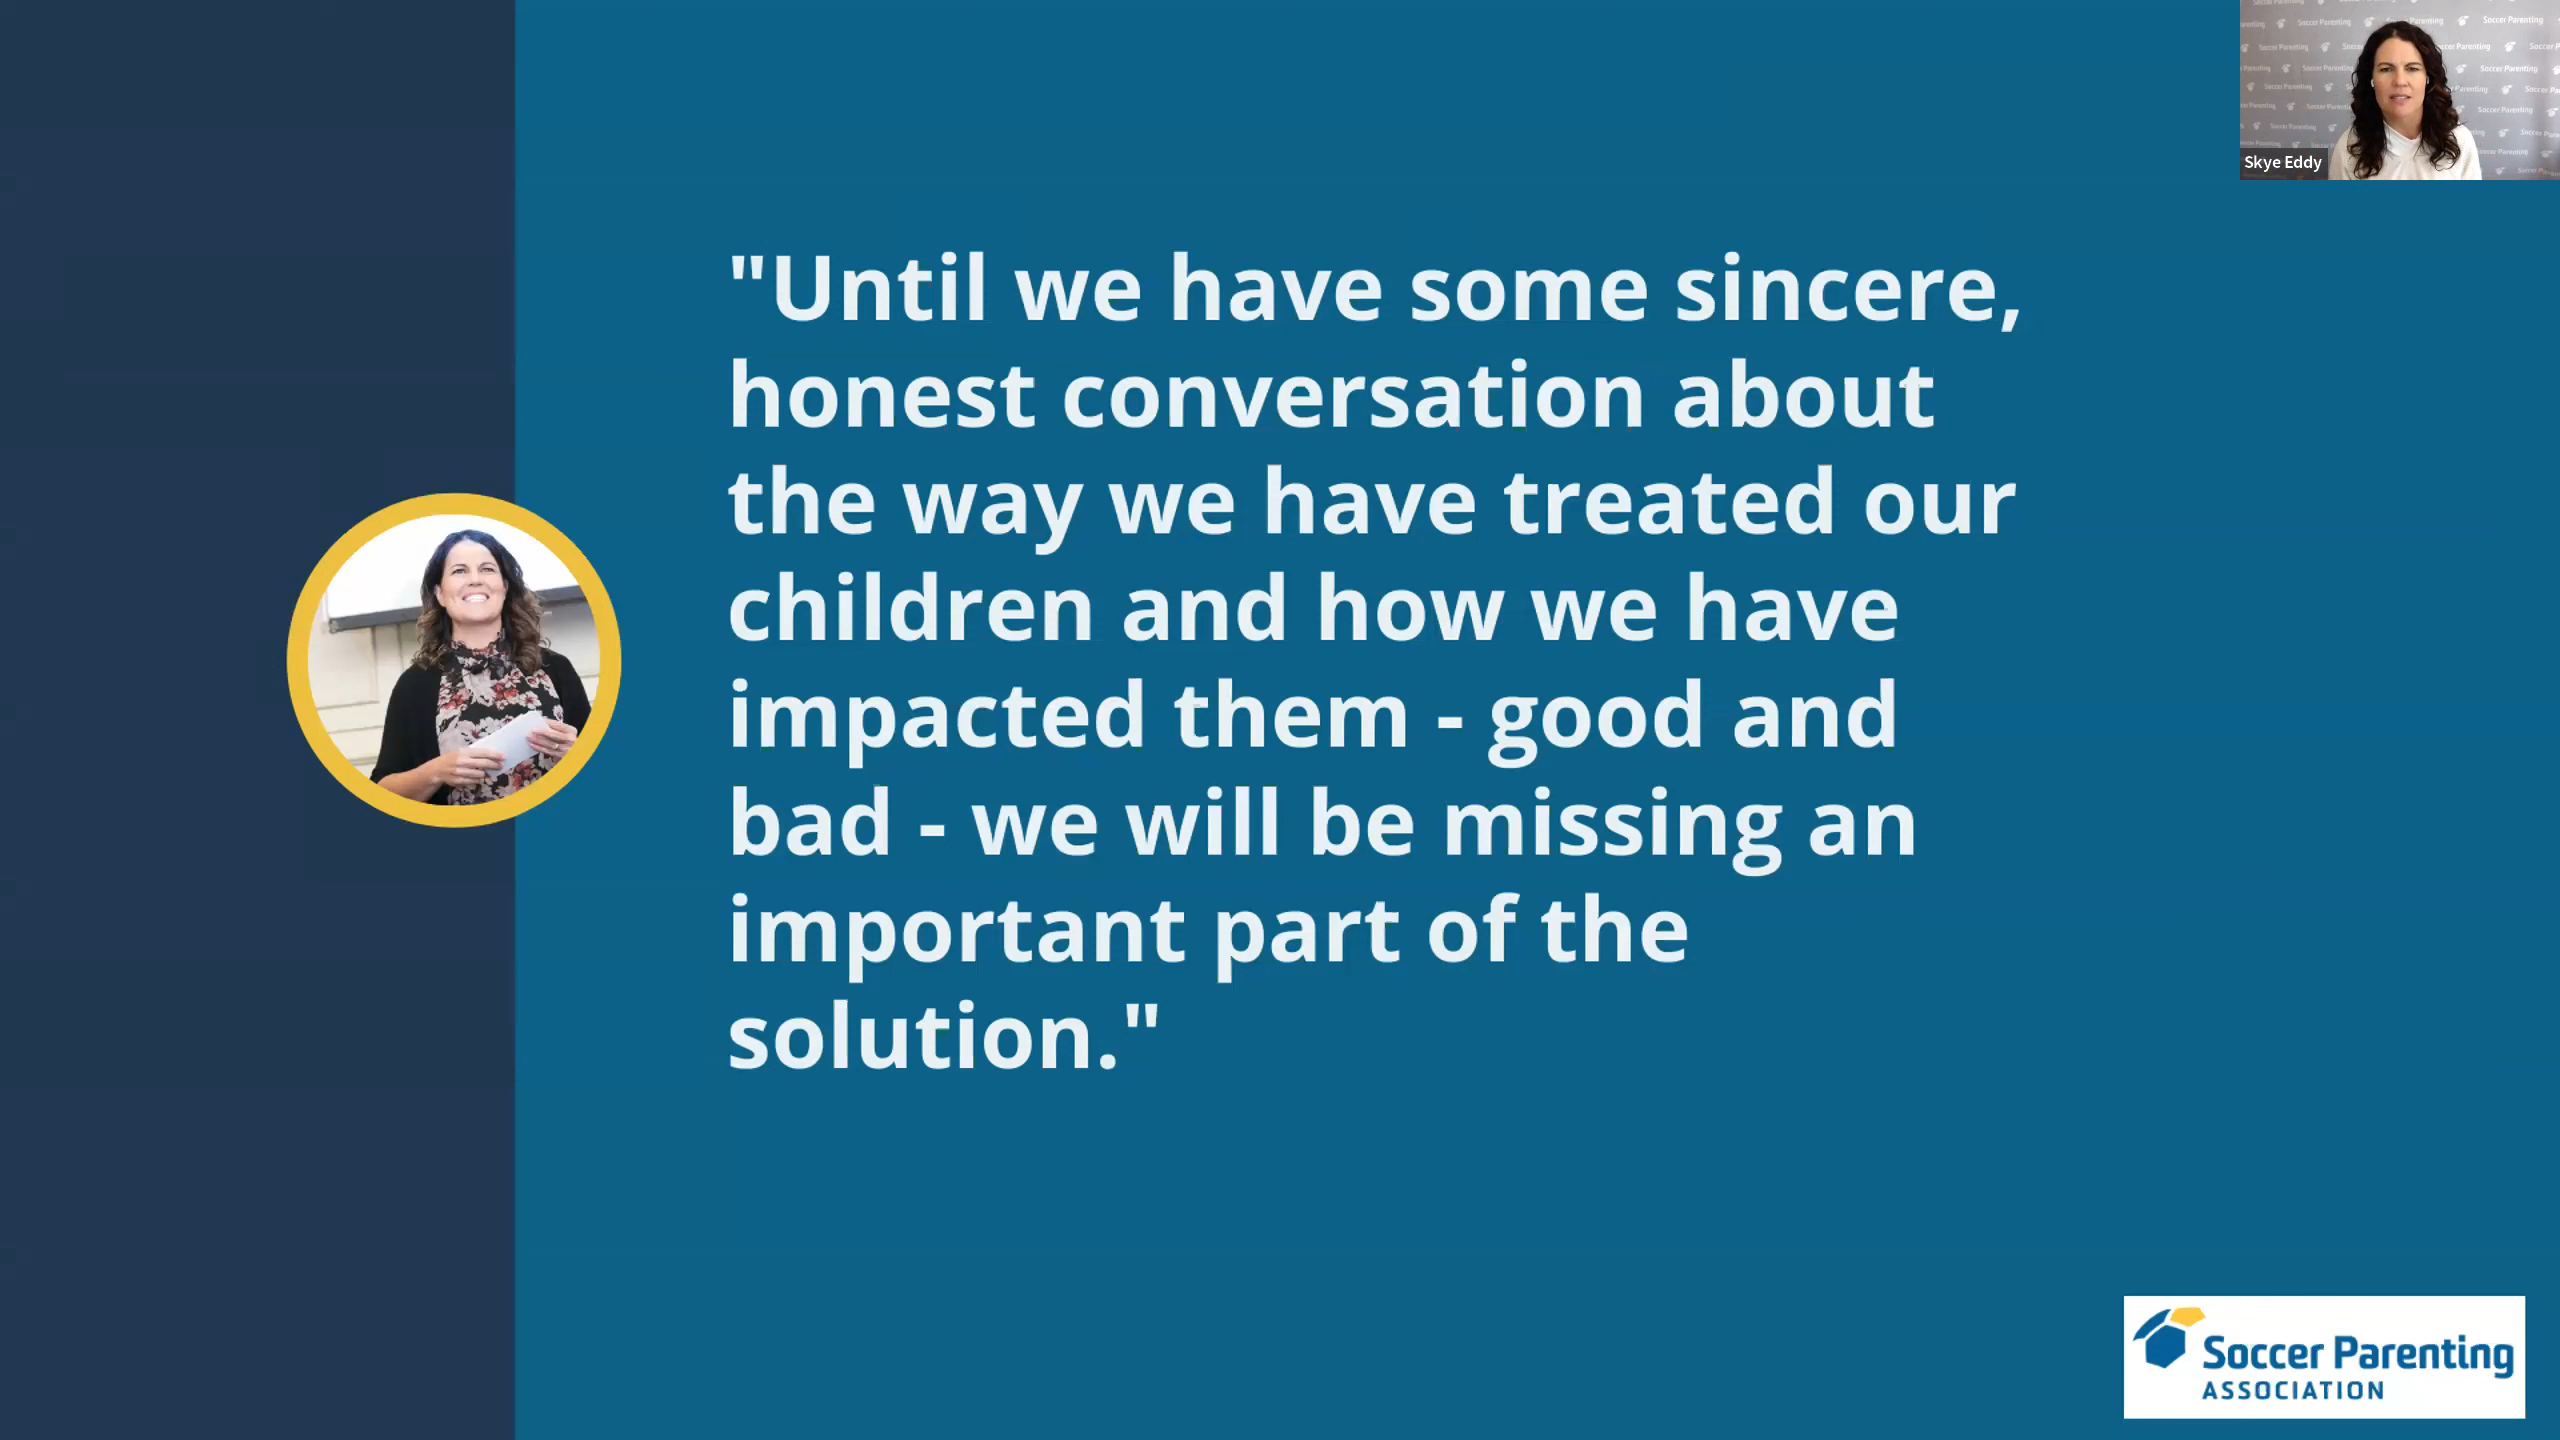 "Until we have some sincere,
honest conversation about
the way we have treated our
children and how we have
impacted them - good and
bad - we will be missing an
important part of the
solution."
Skye Eddy
Soccer Parenting
ASSOCIATION